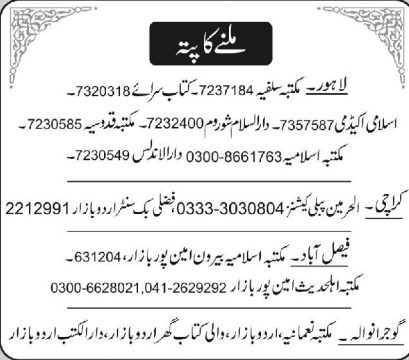 ملنے کا پتہ
لاہور۔ مکتبہ سلفیہ 7237184۔ کتاب سرائے 7320318۔
اسلامی اکیڈمی 7357587۔ دارالسلام شوروم 7232400۔ مکتبہ قدوسیہ 7230585۔
مکتبہ اسلامیہ 0300-8661763 دارالاندلس 7230549۔
کراچی۔ الحرمین پبلی کیشنز 0333-3030804، فضلی بک سنٹر اردو بازار 2212991
فیصل آباد۔ مکتبہ اسلامیہ بیرون امین پور بازار، 631204،
مکتبہ اہلحدیث امین پور بازار 0300-6628021,041-2629292
گوجرانوالہ۔ مکتبہ نعمانیہ، اردو بازار، والی کتاب گھر اردو بازار، دارالکتب اردو بازار